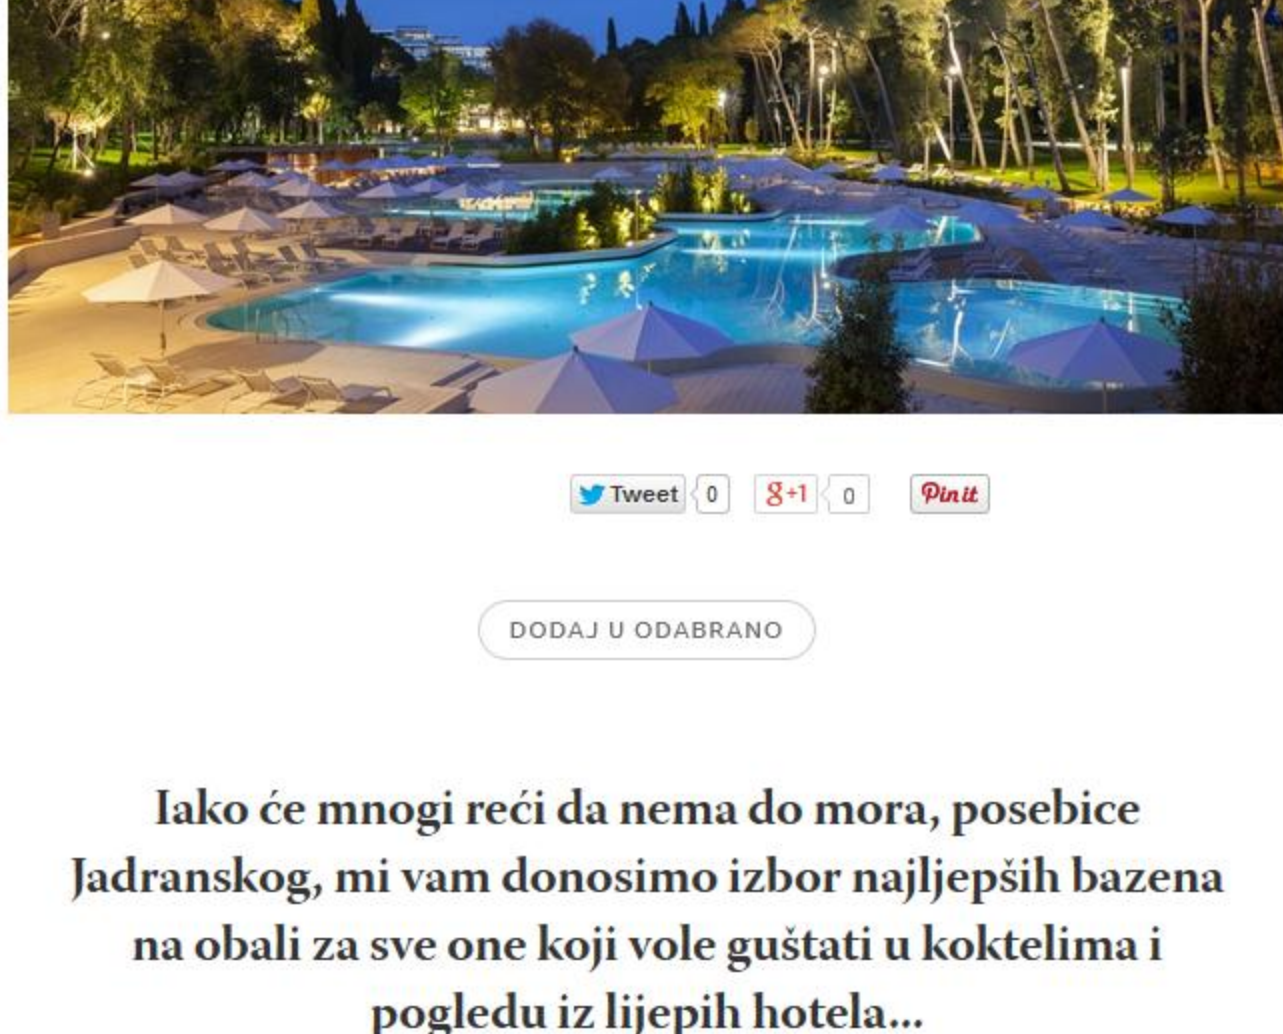 Tweet 0 g+1 0 Pin it
DODAJ U ODABRANO
Iako će mnogi reći da nema do mora, posebice
Jadranskog, mi vam donosimo izbor najljepših bazena
na obali za sve one koji vole guštati u koktelima i
pogledu iz lijepih hotela...